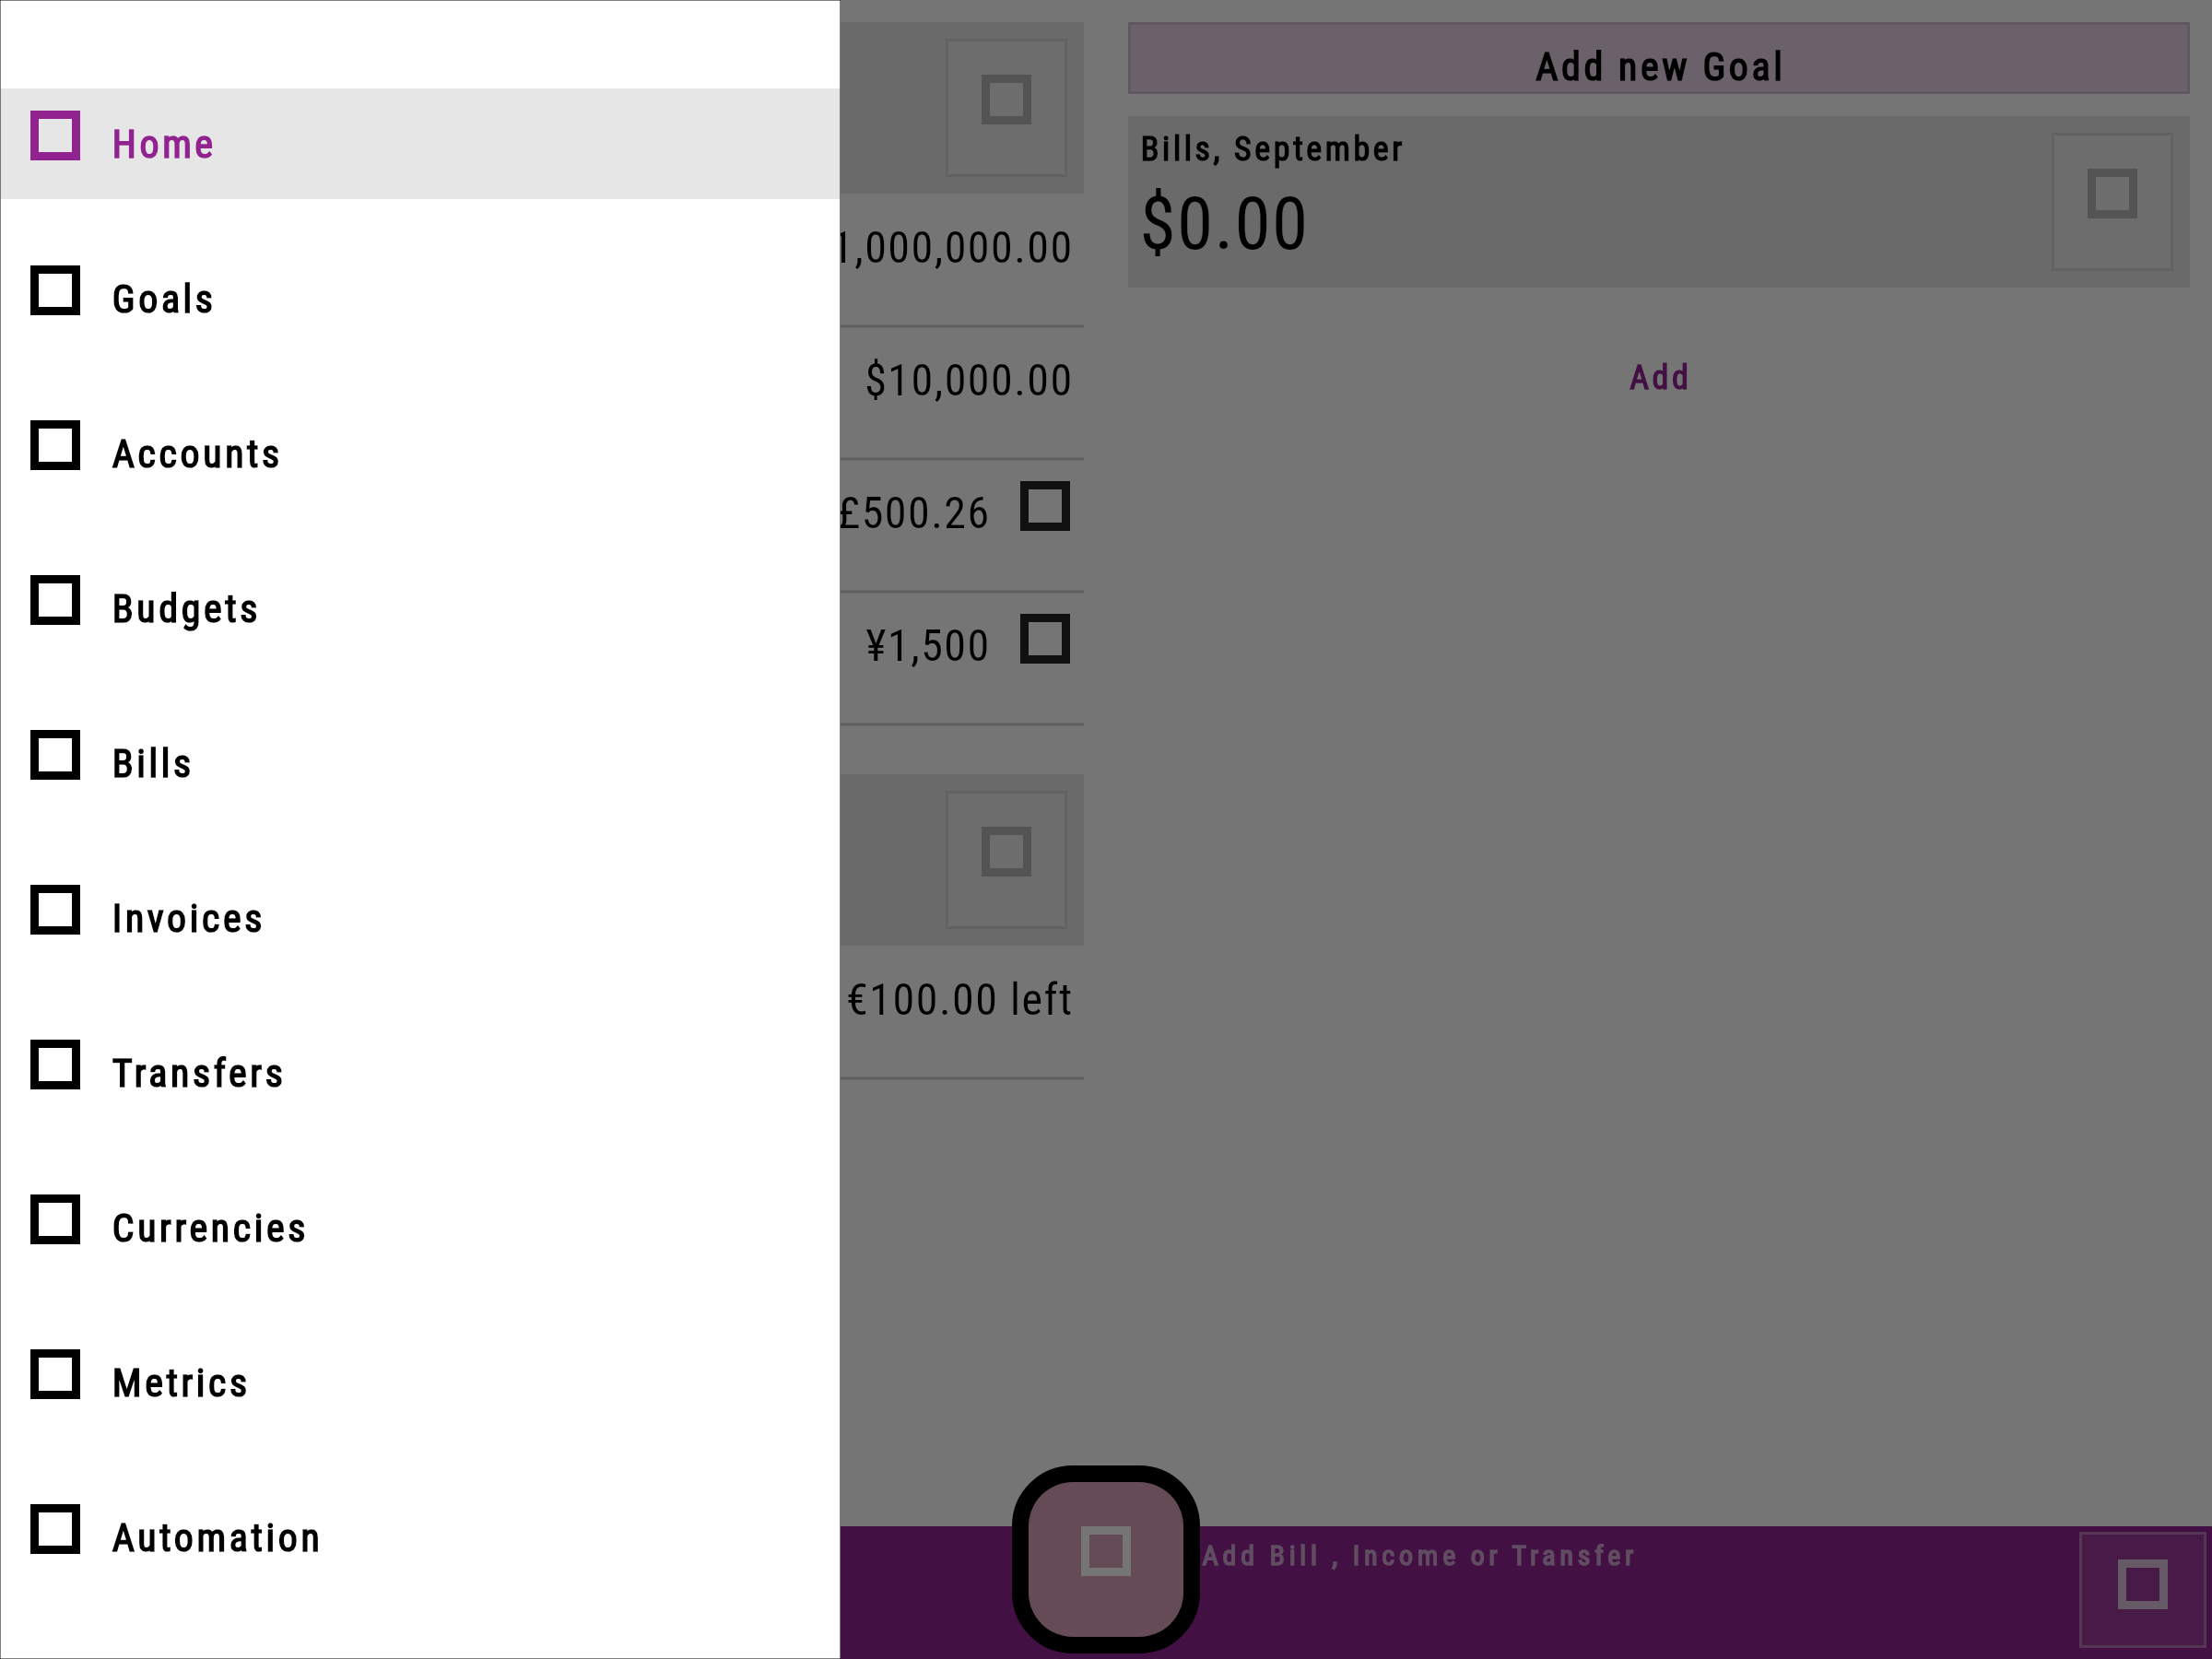 Home
Goals
Accounts
Budgets
Bills
Invoices
Transfers
Currencies
Metrics
Automation
1,000,000.00
$10,000.00
£500.26
¥1,500
€100.00 left
Add new Goal
Bills, September
$0.00
Add
Add Bill , Income or Transfer